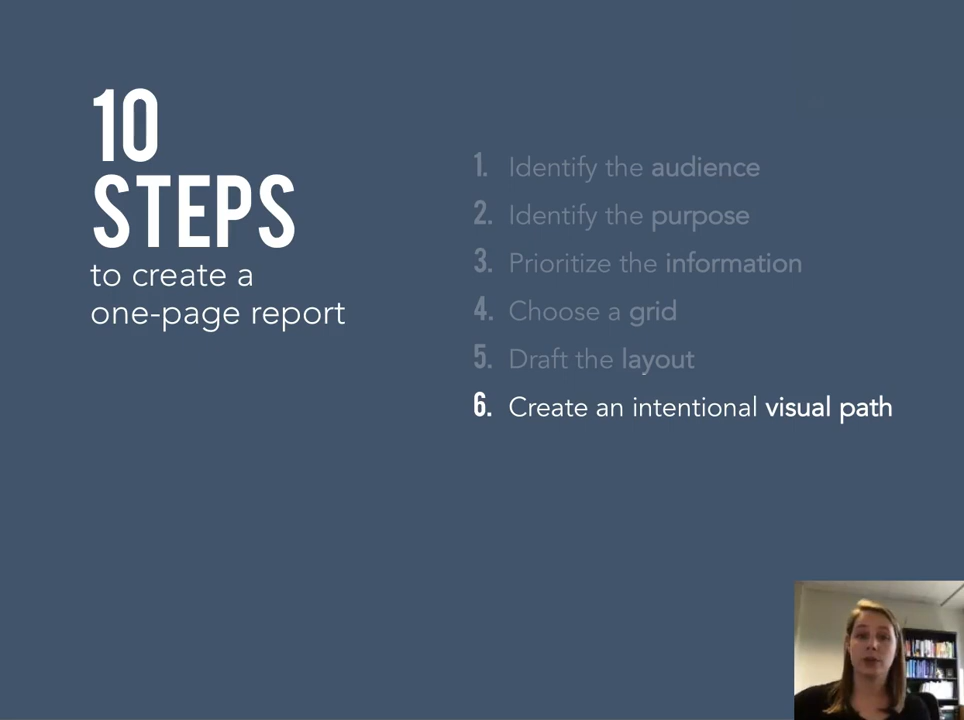 10
STEPS
to create a
one-page report
1. Identify the audience
2. Identify the purpose
3. Prioritize the information
4. Choose a grid
5. Draft the layout
6. Create an intentional visual path